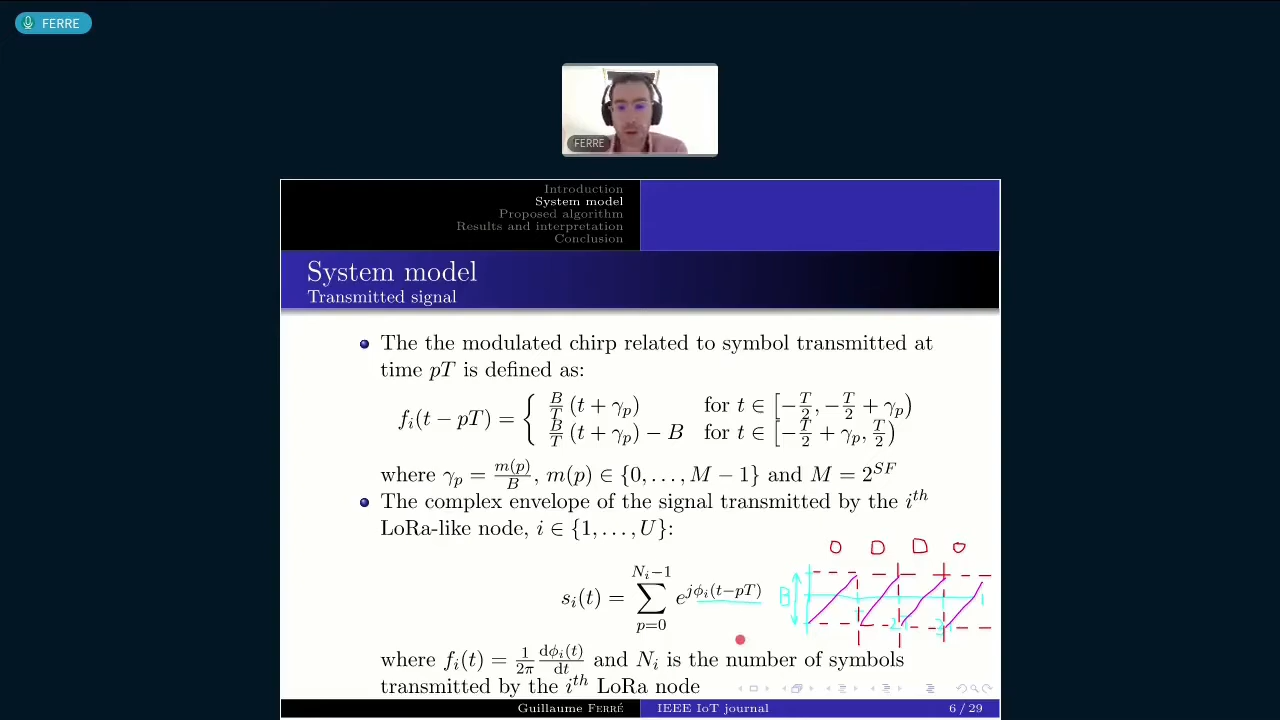 FERRE
FERRE
Introduction
System model
Proposed algorithm
Results and interpretation
Conclusion
System model
Transmitted signal
The the modulated chirp related to symbol transmitted at
time pT is defined as:
f_i(t − pT) = { B/T (t + γ_p) for t ∈ [−T/2, −T/2 + γ_p)
B/T (t + γ_p) − B for t ∈ [−T/2 + γ_p, T/2)
where γ_p = m(p)/B, m(p) ∈ {0, . . . , M − 1} and M = 2^{SF}
The complex envelope of the signal transmitted by the i^{th}
LoRa-like node, i ∈ {1, . . . , U}:
0 0 0 0
s_i(t) = ∑_{p=0}^{N_i−1} e^{jϕ_i(t−pT)}
B
where f_i(t) = 1/2π dϕ_i(t)/dt and N_i is the number of symbols
transmitted by the i^{th} LoRa node
Guillaume FERRÉ IEEE IoT journal 6 / 29